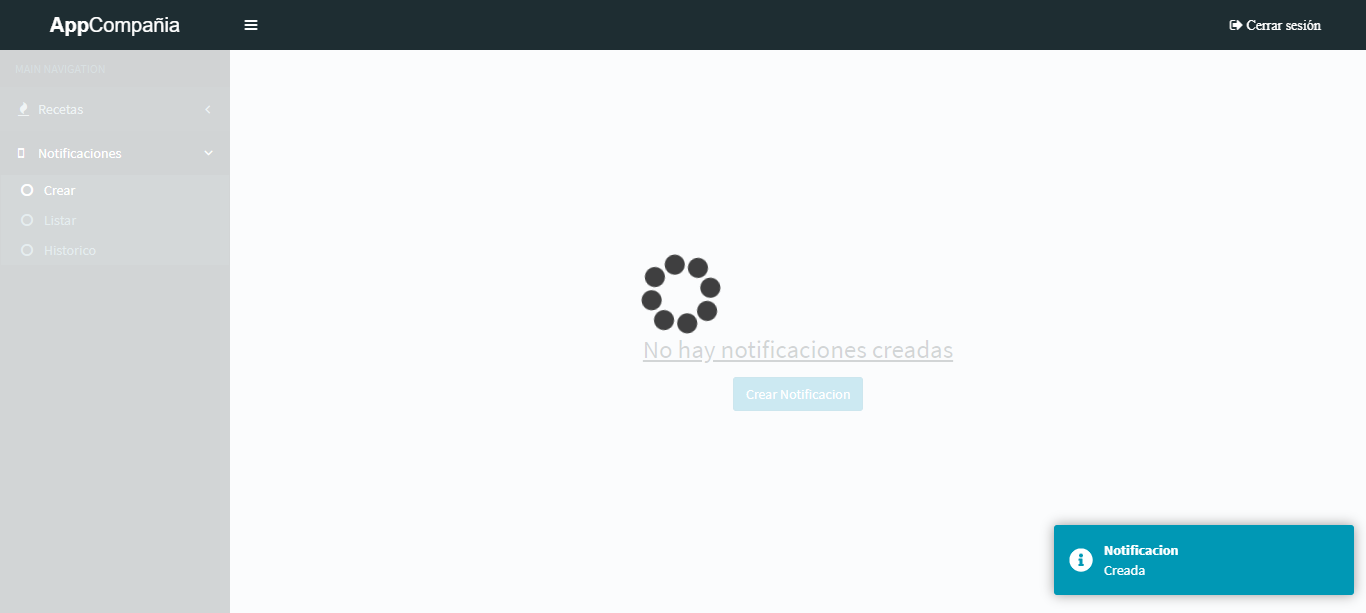 AppCompañia
Cerrar sesión
MAIN NAVIGATION
Recetas
Notificaciones
Crear
Listar
Historico
No hay notificaciones creadas
Crear Notificacion
Notificacion
Creada